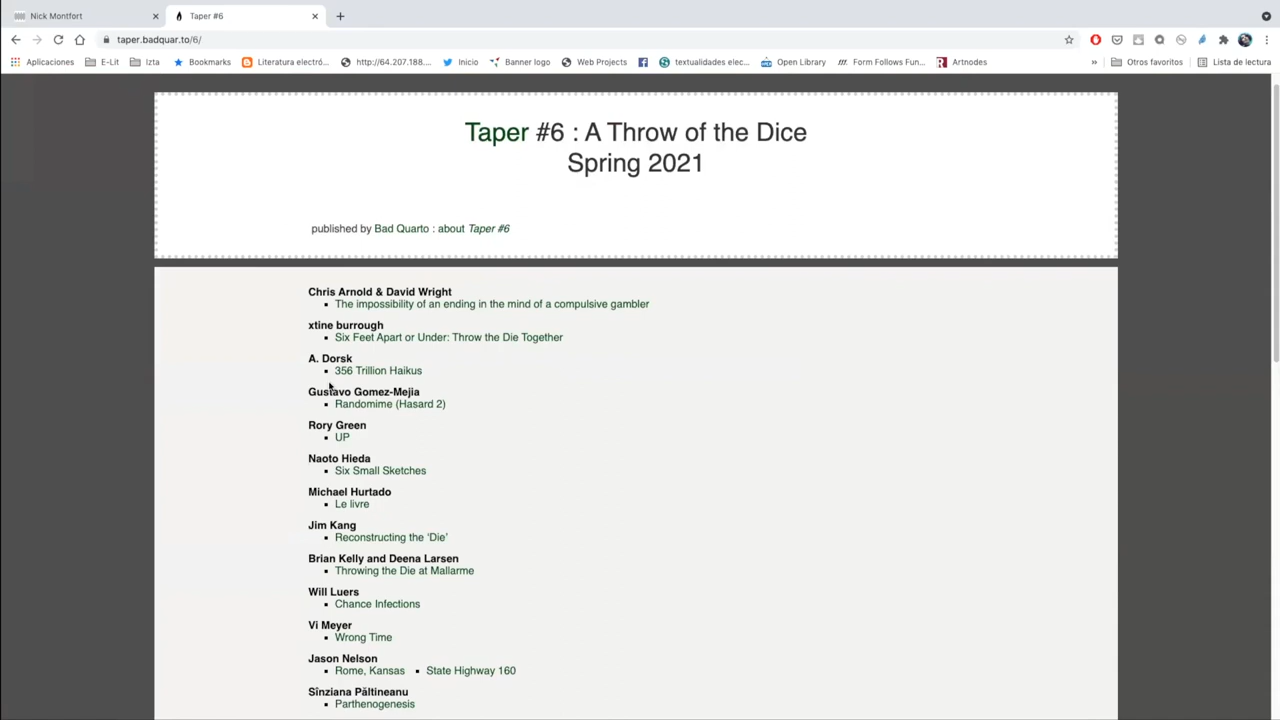 Nick Montfort
Taper #6
taper.badquar.to/6/
Aplicaciones
E-Lit
Izta
Bookmarks
Literatura electró...
http://64.207.188....
Inicio
Banner logo
Web Projects
textualidades elec...
Open Library
Form Follows Fun...
Artnodes
»
Otros favoritos
Lista de lectura
Taper #6 : A Throw of the Dice
Spring 2021
published by Bad Quarto : about Taper #6
Chris Arnold & David Wright
The impossibility of an ending in the mind of a compulsive gambler
xtine burrough
Six Feet Apart or Under: Throw the Die Together
A. Dorsk
356 Trillion Haikus
Gustavo Gomez-Mejia
Randomime (Hasard 2)
Rory Green
UP
Naoto Hieda
Six Small Sketches
Michael Hurtado
Le livre
Jim Kang
Reconstructing the ‘Die’
Brian Kelly and Deena Larsen
Throwing the Die at Mallarme
Will Luers
Chance Infections
Vi Meyer
Wrong Time
Jason Nelson
Rome, Kansas ▪ State Highway 160
Sînziana Păltineanu
Parthenogenesis